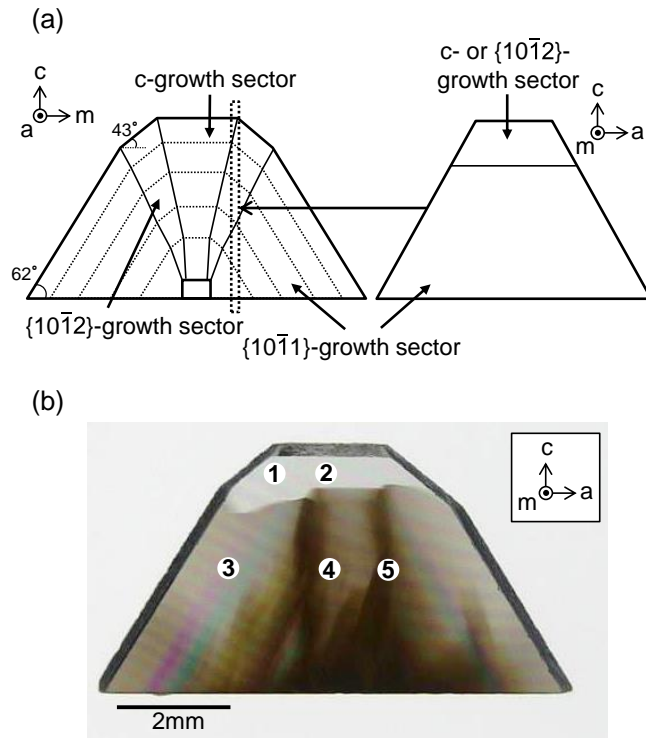 (a)
c-growth sector
c- or {101̅2}-
growth sector
c
m
a
43°
62°
c
m
a
{101̅2}-growth sector
{101̅1}-growth sector
(b)
1
2
3
4
5
c
m
a
2mm